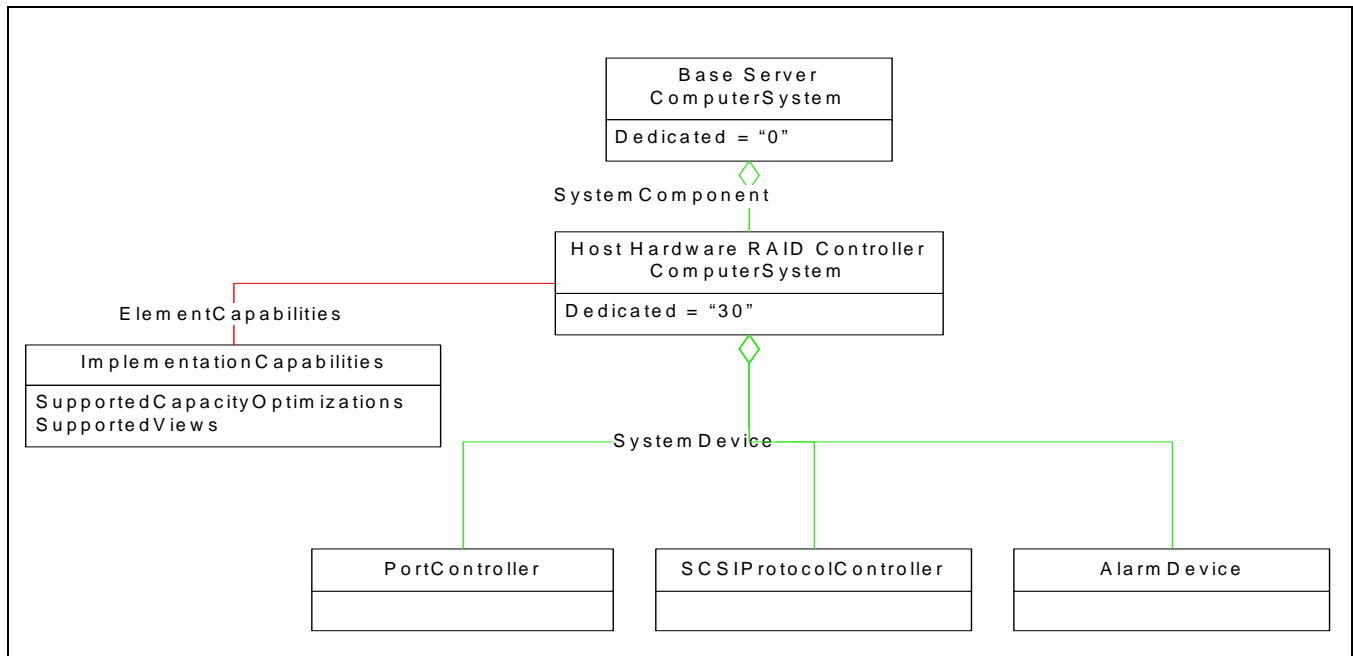 Base Server
ComputerSystem
Dedicated = “0”
SystemComponent
Host Hardware RAID Controller
ComputerSystem
Dedicated = “30”
ElementCapabilities
ImplementationCapabilities
SupportedCapacityOptimizations
SupportedViews
SystemDevice
PortController
SCSIProtocolController
AlarmDevice